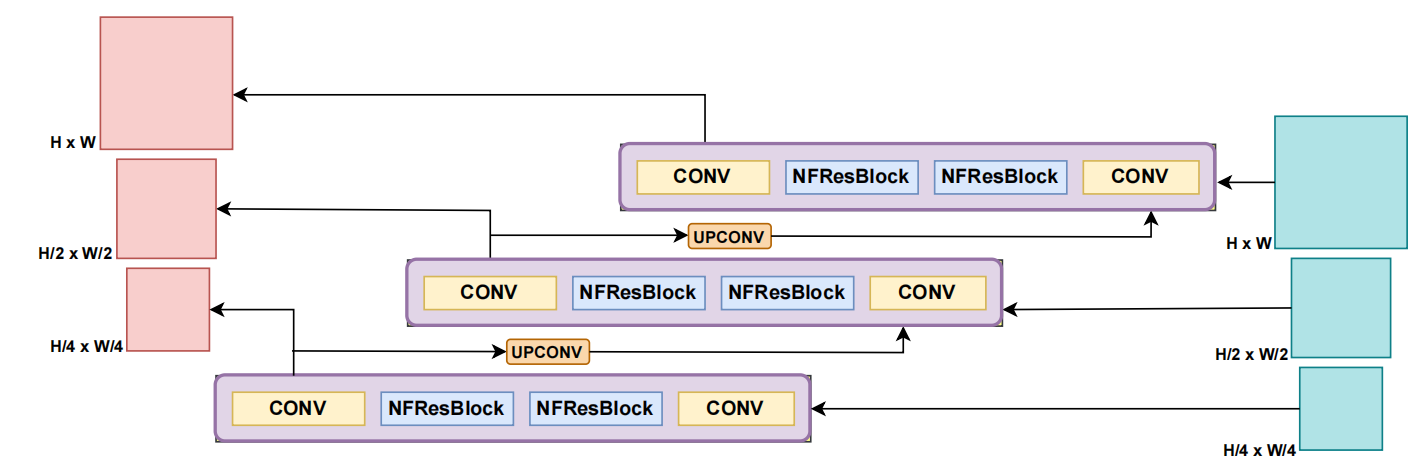 H x W
CONV NFResBlock NFResBlock CONV
UPCONV
H x W
H/2 x W/2
CONV NFResBlock NFResBlock CONV
H/4 x W/4
UPCONV
H/2 x W/2
CONV NFResBlock NFResBlock CONV
H/4 x W/4